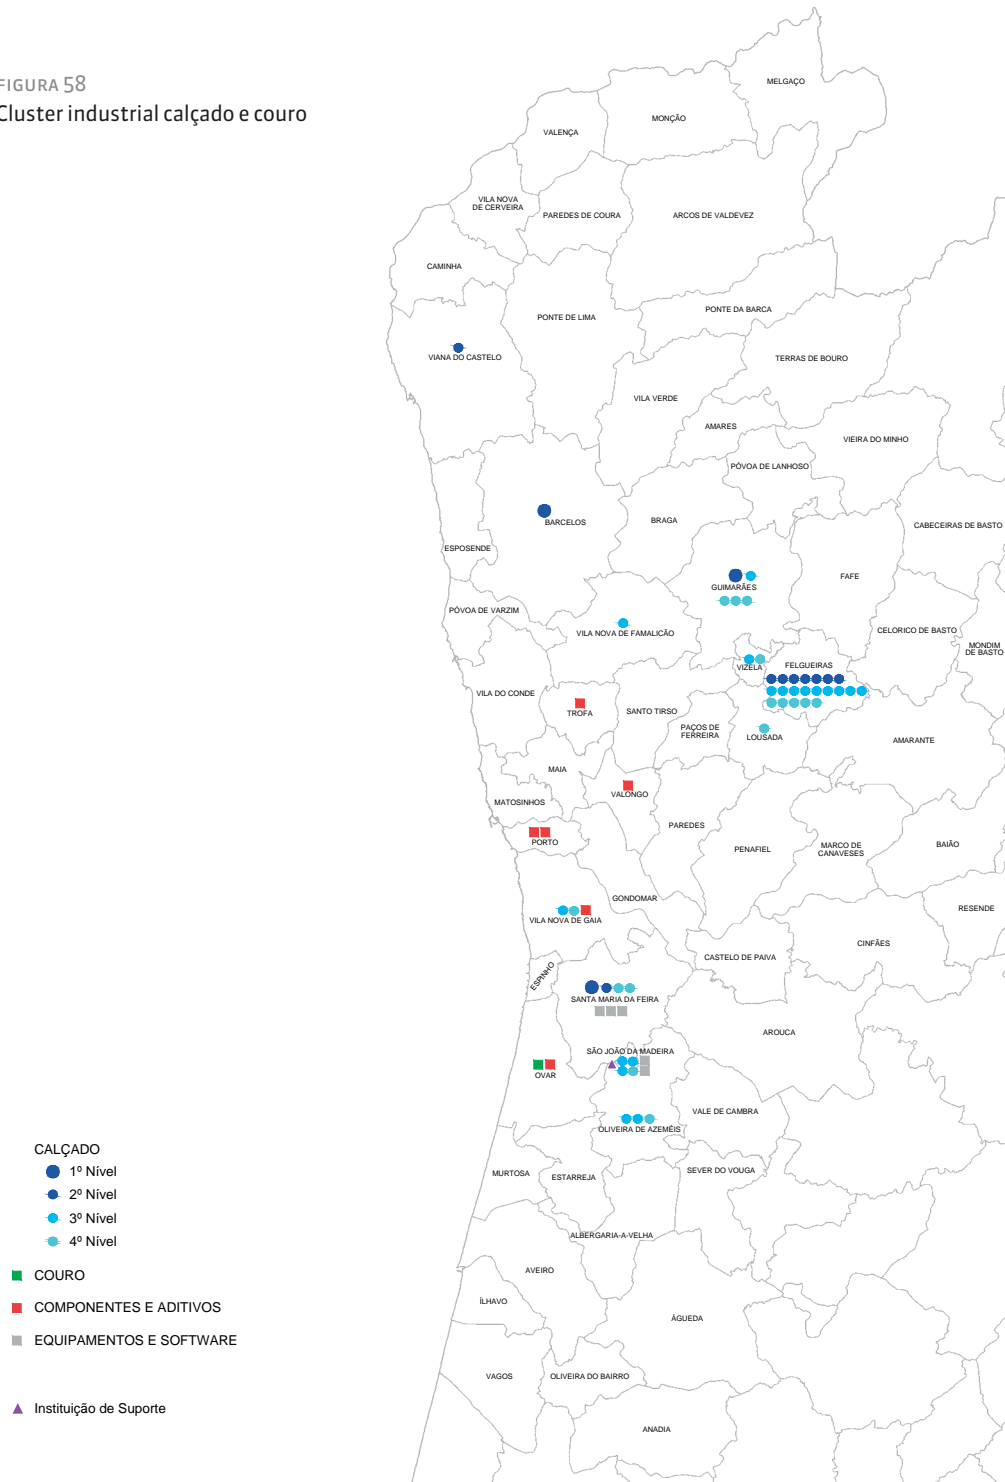 FIGURA 58
Cluster industrial calçado e couro
MELGAÇO
MONÇÃO
VALENÇA
VILA NOVA
DE CERVEIRA
PAREDES DE COURA
ARCOS DE VALDEVEZ
CAMINHA
PONTE DA BARCA
PONTE DE LIMA
VIANA DO CASTELO
TERRAS DE BOURO
VILA VERDE
AMARES
VIEIRA DO MINHO
PÓVOA DE LANHOSO
BARCELOS
BRAGA
CABECEIRAS DE BASTO
ESPOSENDE
FAFE
GUIMARÃES
PÓVOA DE VARZIM
VILA NOVA DE FAMALICÃO
CELORICO DE BASTO
MONDIM
DE BASTO
VIZELA
FELGUEIRAS
VILA DO CONDE
TROFA
SANTO TIRSO
PAÇOS DE
FERREIRA
LOUSADA
AMARANTE
MAIA
VALONGO
MATOSINHOS
PAREDES
PORTO
PENAFIEL
MARCO DE
CANAVESES
BAIÃO
GONDOMAR
RESENDE
VILA NOVA DE GAIA
CINFÃES
CASTELO DE PAIVA
ESPINHO
SANTA MARIA DA FEIRA
AROUCA
SÃO JOÃO DA MADEIRA
OVAR
VALE DE CAMBRA
OLIVEIRA DE AZEMÉIS
MURTOSA
ESTARREJA
SEVER DO VOUGA
ALBERGARIA-A-VELHA
AVEIRO
ÍLHAVO
ÁGUEDA
VAGOS
OLIVEIRA DO BAIRRO
ANADIA
CALÇADO
1º Nível
2º Nível
3º Nível
4º Nível
COURO
COMPONENTES E ADITIVOS
EQUIPAMENTOS E SOFTWARE
Instituição de Suporte